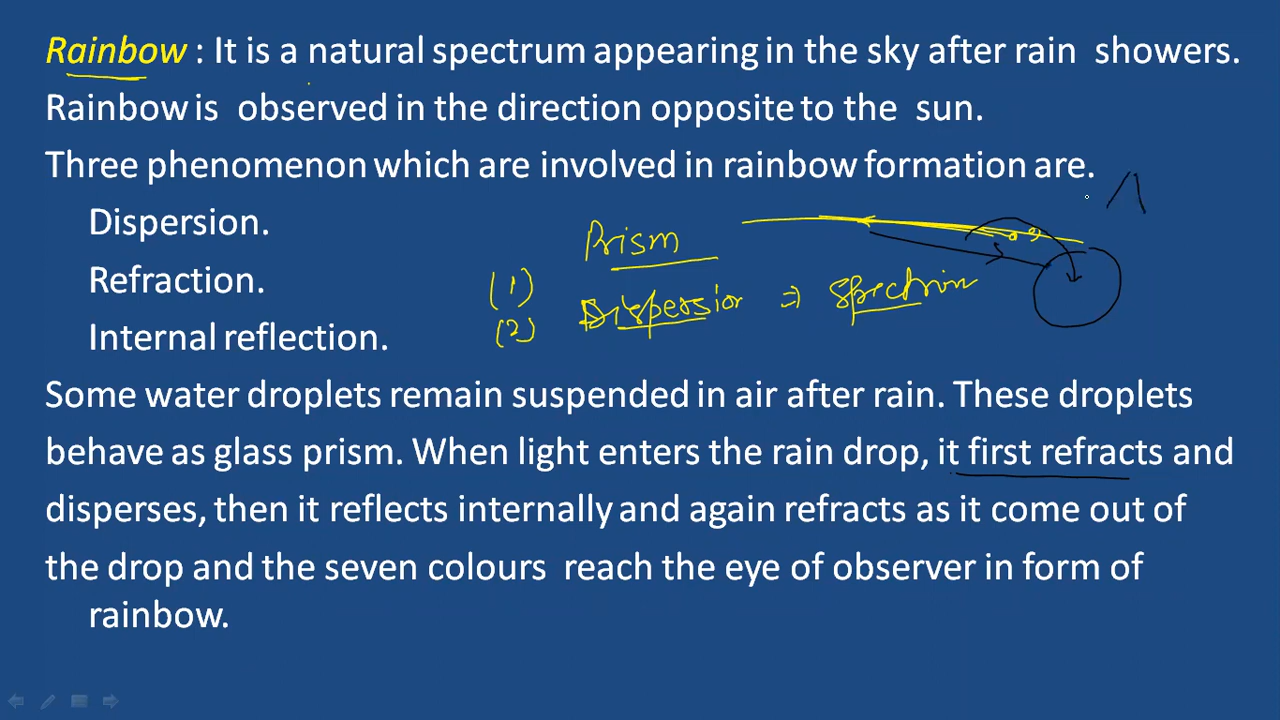 Rainbow : It is a natural spectrum appearing in the sky after rain showers.
Rainbow is observed in the direction opposite to the sun.
Three phenomenon which are involved in rainbow formation are.
Dispersion.
Prism
Refraction.
(1)
Dispersion ⇒ Spectrum
(2)
Internal reflection.
Some water droplets remain suspended in air after rain. These droplets
behave as glass prism. When light enters the rain drop, it first refracts and
disperses, then it reflects internally and again refracts as it come out of
the drop and the seven colours reach the eye of observer in form of
rainbow.